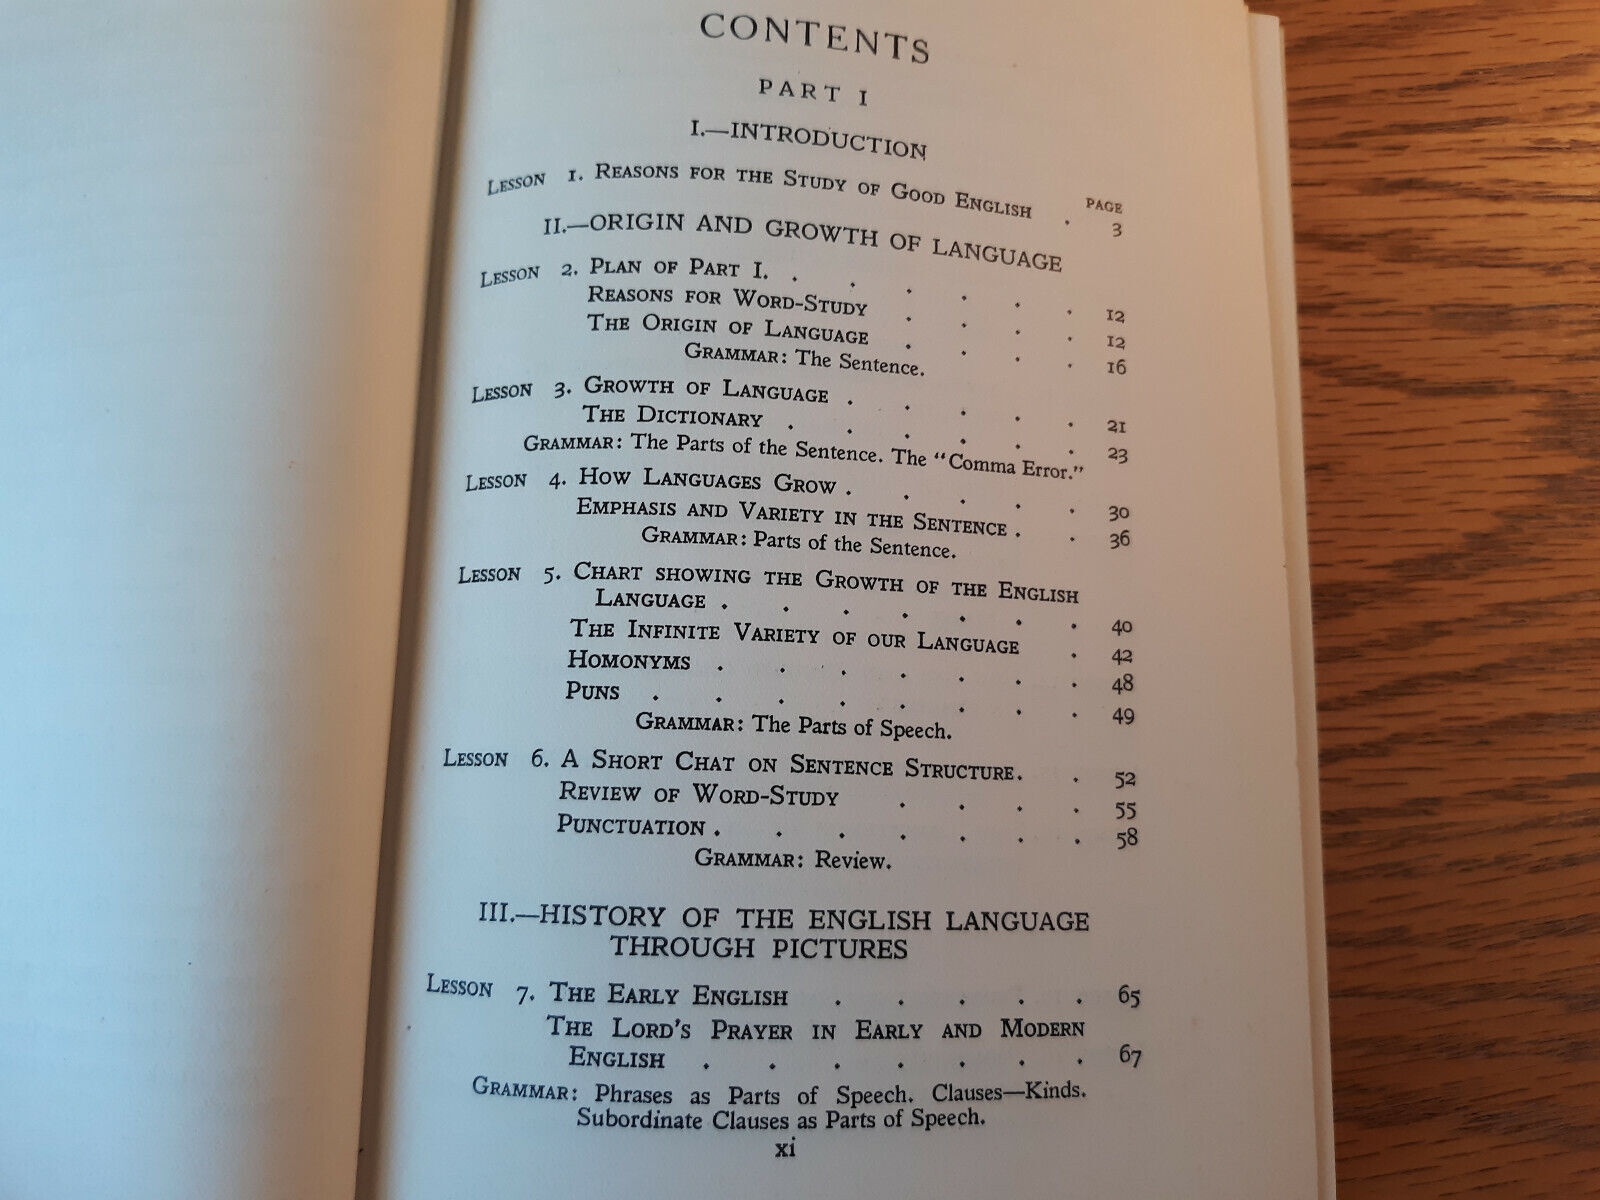 CONTENTS
PART I
I.—INTRODUCTION
PAGE
LESSON 1. REASONS FOR THE STUDY OF GOOD ENGLISH . 3
II.—ORIGIN AND GROWTH OF LANGUAGE
LESSON 2. PLAN OF PART I. . . . . . . 12
REASONS FOR WORD-STUDY . . . . 12
THE ORIGIN OF LANGUAGE . . . . 16
GRAMMAR: The Sentence.
LESSON 3. GROWTH OF LANGUAGE . . . . . 21
THE DICTIONARY . . . . . . 23
GRAMMAR: The Parts of the Sentence. The "Comma Error."
LESSON 4. HOW LANGUAGES GROW . . . . . 30
EMPHASIS AND VARIETY IN THE SENTENCE . . 36
GRAMMAR: Parts of the Sentence.
LESSON 5. CHART SHOWING THE GROWTH OF THE ENGLISH
LANGUAGE . . . . . . . 40
THE INFINITE VARIETY OF OUR LANGUAGE . 42
HOMONYMS . . . . . . . 48
PUNS . . . . . . . . 49
GRAMMAR: The Parts of Speech.
LESSON 6. A SHORT CHAT ON SENTENCE STRUCTURE. . 52
REVIEW OF WORD-STUDY . . . . 55
PUNCTUATION . . . . . . . 58
GRAMMAR: Review.
III.—HISTORY OF THE ENGLISH LANGUAGE
THROUGH PICTURES
LESSON 7. THE EARLY ENGLISH . . . . . 65
THE LORD'S PRAYER IN EARLY AND MODERN
ENGLISH . . . . . . . 67
GRAMMAR: Phrases as Parts of Speech. Clauses—Kinds.
Subordinate Clauses as Parts of Speech.
xi